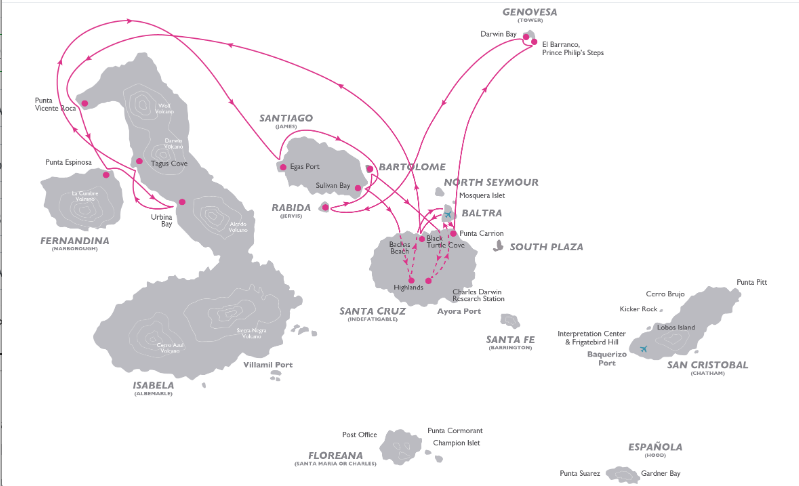 GENOVESA
(TOWER)
Darwin Bay
El Barranco,
Prince Philip's Steps
Punta
Vicente Roca
Wolf
Volcano
Darwin
Volcano
SANTIAGO
(JAMES)
Punta Espinosa
Tagus Cove
Egas Port
BARTOLOME
Sulivan Bay
NORTH SEYMOUR
Mosquera Islet
La Cumbre
Volcano
RABIDA
(JERVIS)
BALTRA
Urbina
Bay
Alcedo
Volcano
Punta Carrion
FERNANDINA
(NARBOROUGH)
Bachas
Beach
Black
Turtle Cove
SOUTH PLAZA
Highlands
Charles Darwin
Research Station
Punta Pitt
Cerro Brujo
SANTA CRUZ
(INDEFATIGABLE)
Ayora Port
Kicker Rock
Lobos Island
Sierra Negra
Volcano
Cerro Azul
Volcano
SANTA FE
(BARRINGTON)
Interpretation Center
& Frigatebird Hill
Baquerizo
Port
SAN CRISTOBAL
(CHATHAM)
Villamil Port
ISABELA
(ALBEMARLE)
Post Office
Punta Cormorant
Champion Islet
FLOREANA
(SANTA MARIA OR CHARLES)
ESPAÑOLA
(HOOD)
Punta Suarez
Gardner Bay